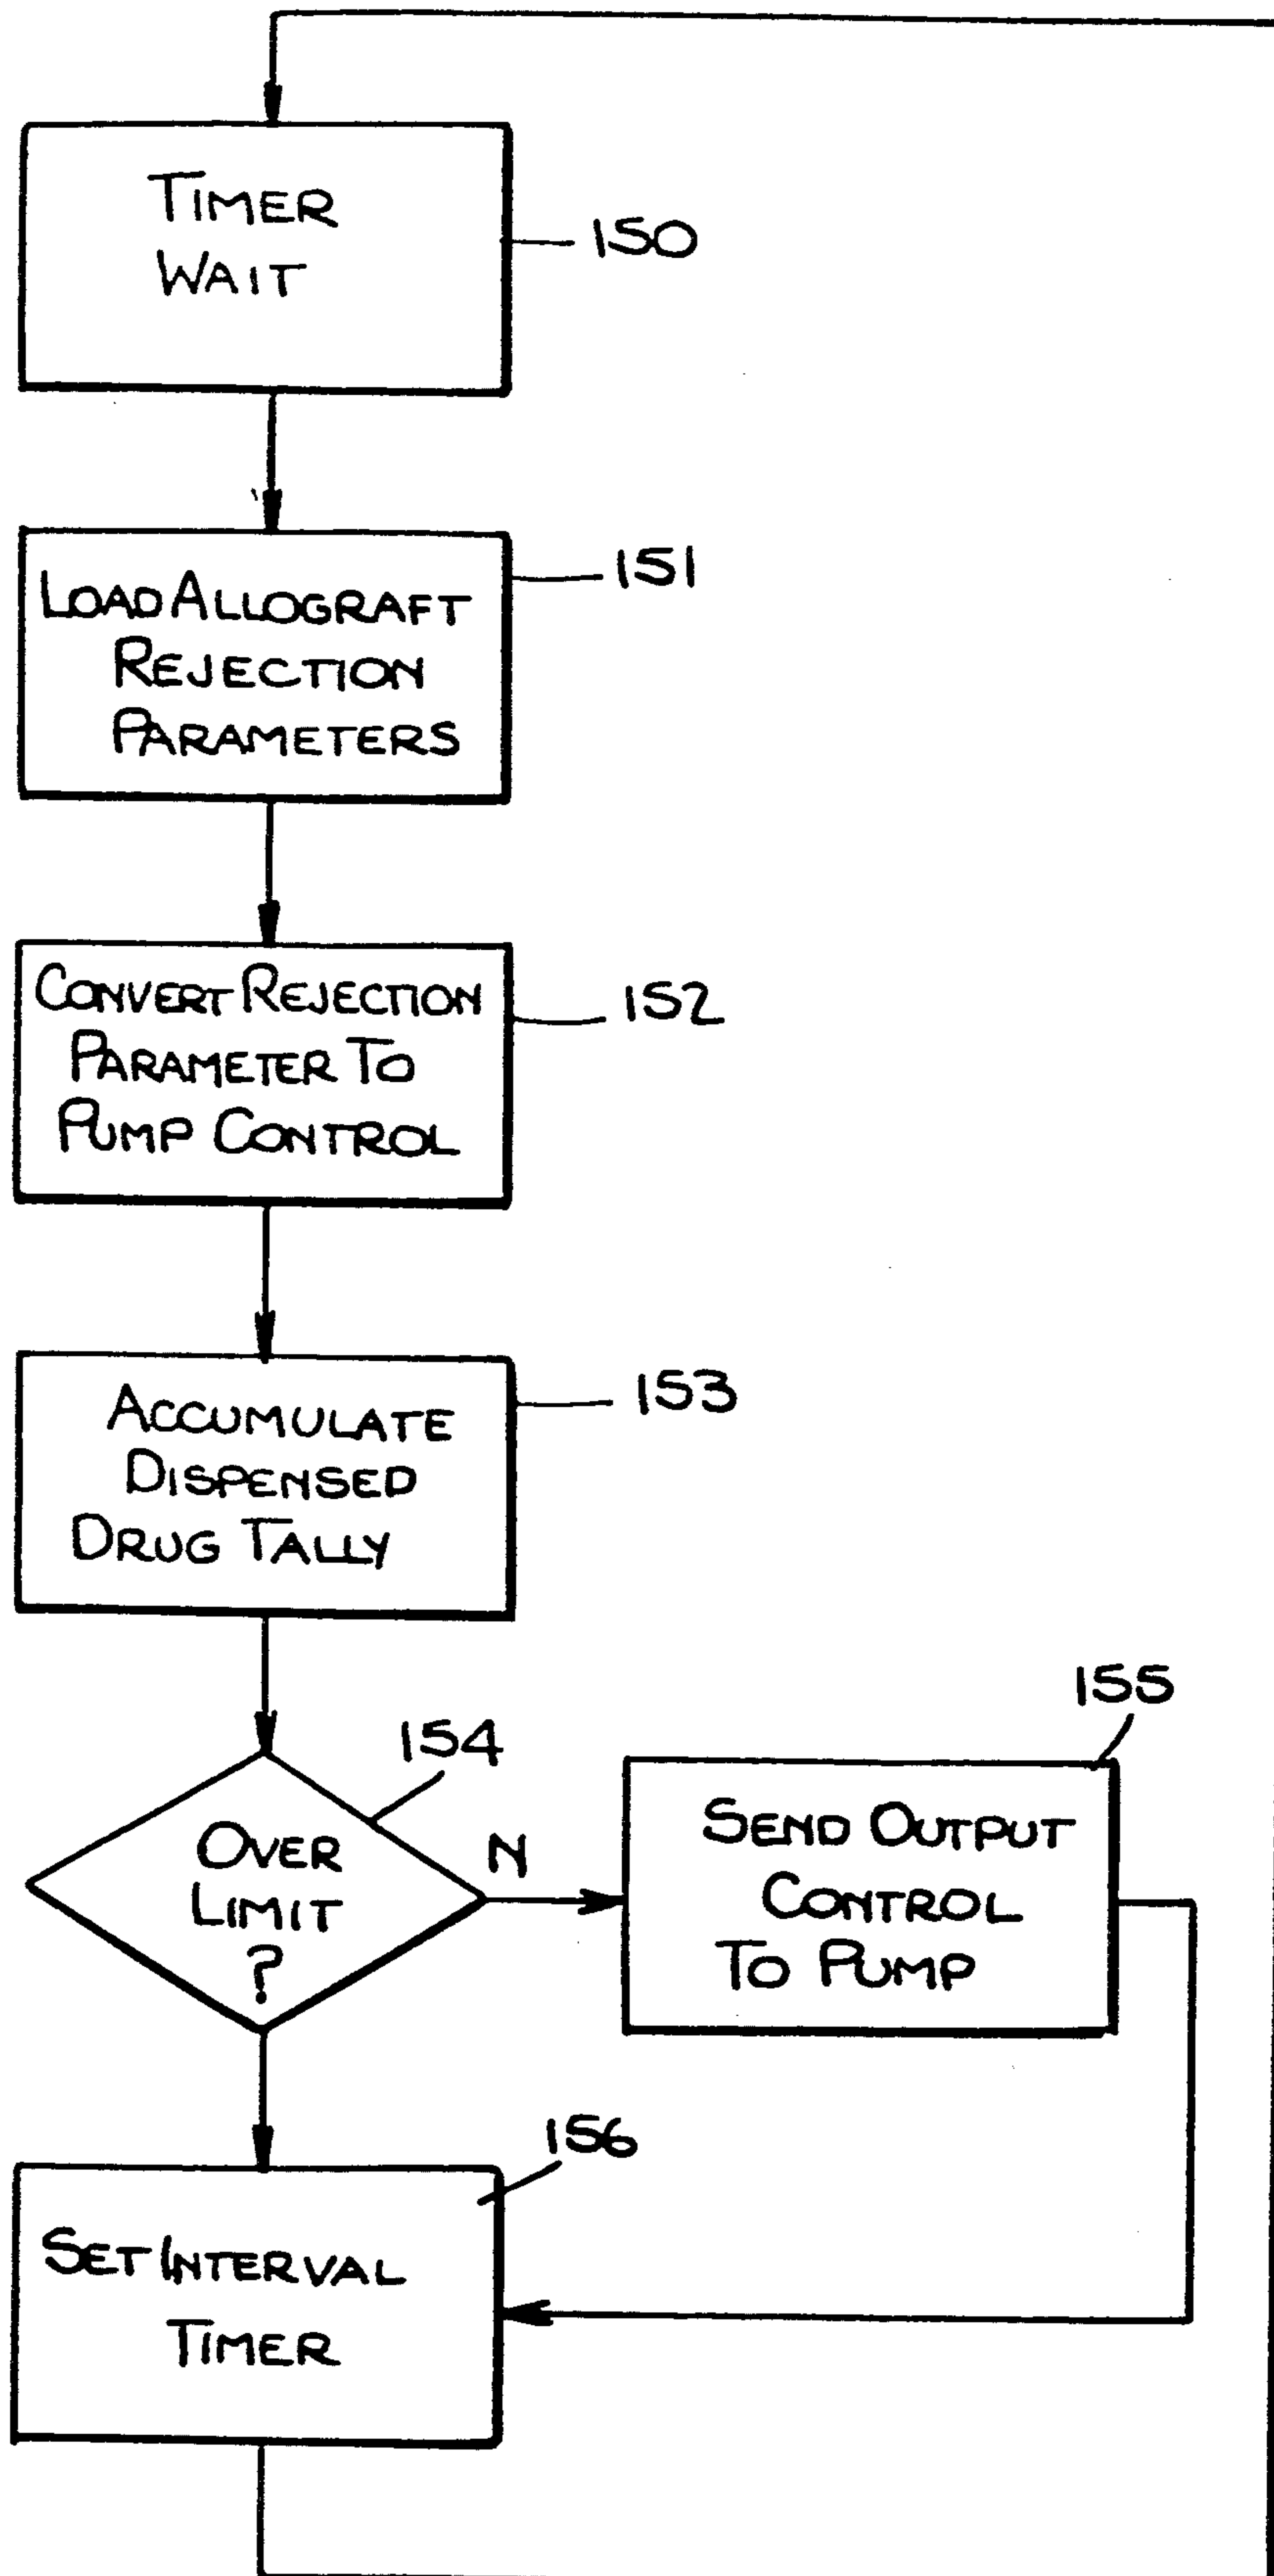 TIMER
WAIT
150
LOAD ALLOGRAFT
REJECTION
PARAMETERS
151
CONVERT REJECTION
PARAMETER TO
PUMP CONTROL
152
ACCUMULATE
DISPENSED
DRUG TALLY
153
154
OVER
LIMIT
?
N
155
SEND OUTPUT
CONTROL
TO PUMP
156
SET INTERVAL
TIMER